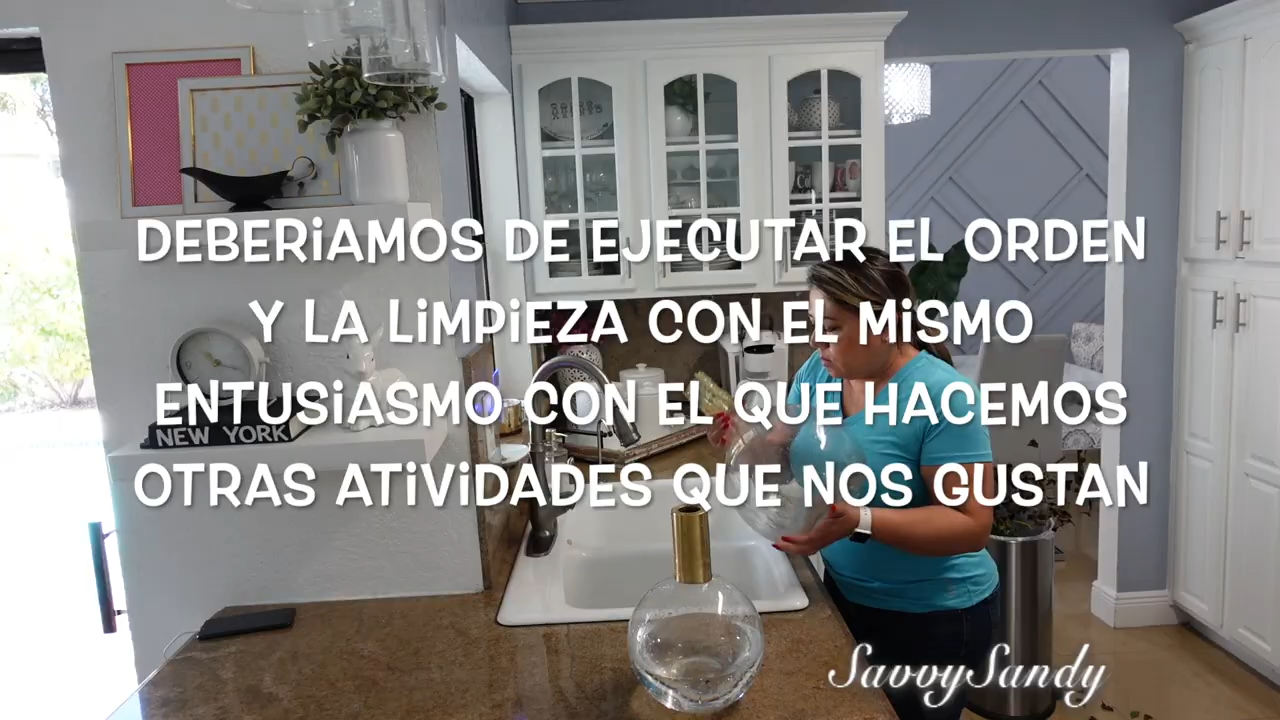 DEBERiAMOS DE EJECUTAR EL ORDEN
Y LA LiMPiEZA CON EL MiSMO
ENTUSiASMO CON EL QUE HACEMOS
OTRAS ATiViDADES QUE NOS GUSTAN
NEW YORK
SavvySandy